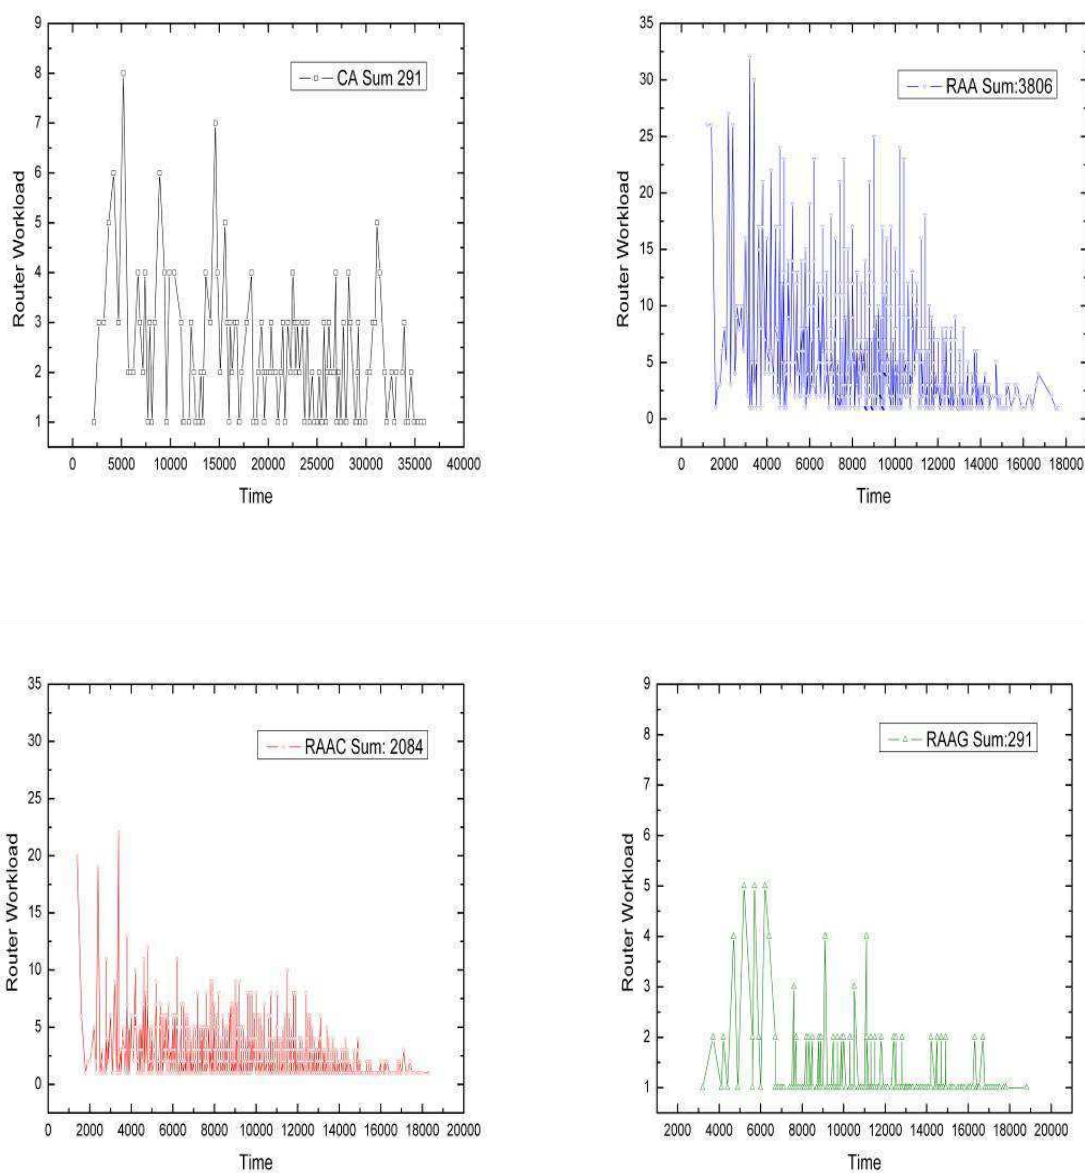 9
8
7
6
5
4
3
2
1
Router Workload
CA Sum 291
0 5000 10000 15000 20000 25000 30000 35000 40000
Time
35
30
25
20
15
10
5
0
Router Workload
RAA Sum:3806
0 2000 4000 6000 8000 10000 12000 14000 16000 18000
Time
35
30
25
20
15
10
5
0
Router Workload
RAAC Sum: 2084
0 2000 4000 6000 8000 10000 12000 14000 16000 18000 20000
Time
9
8
7
6
5
4
3
2
1
Router Workload
RAAG Sum:291
2000 4000 6000 8000 10000 12000 14000 16000 18000 20000
Time